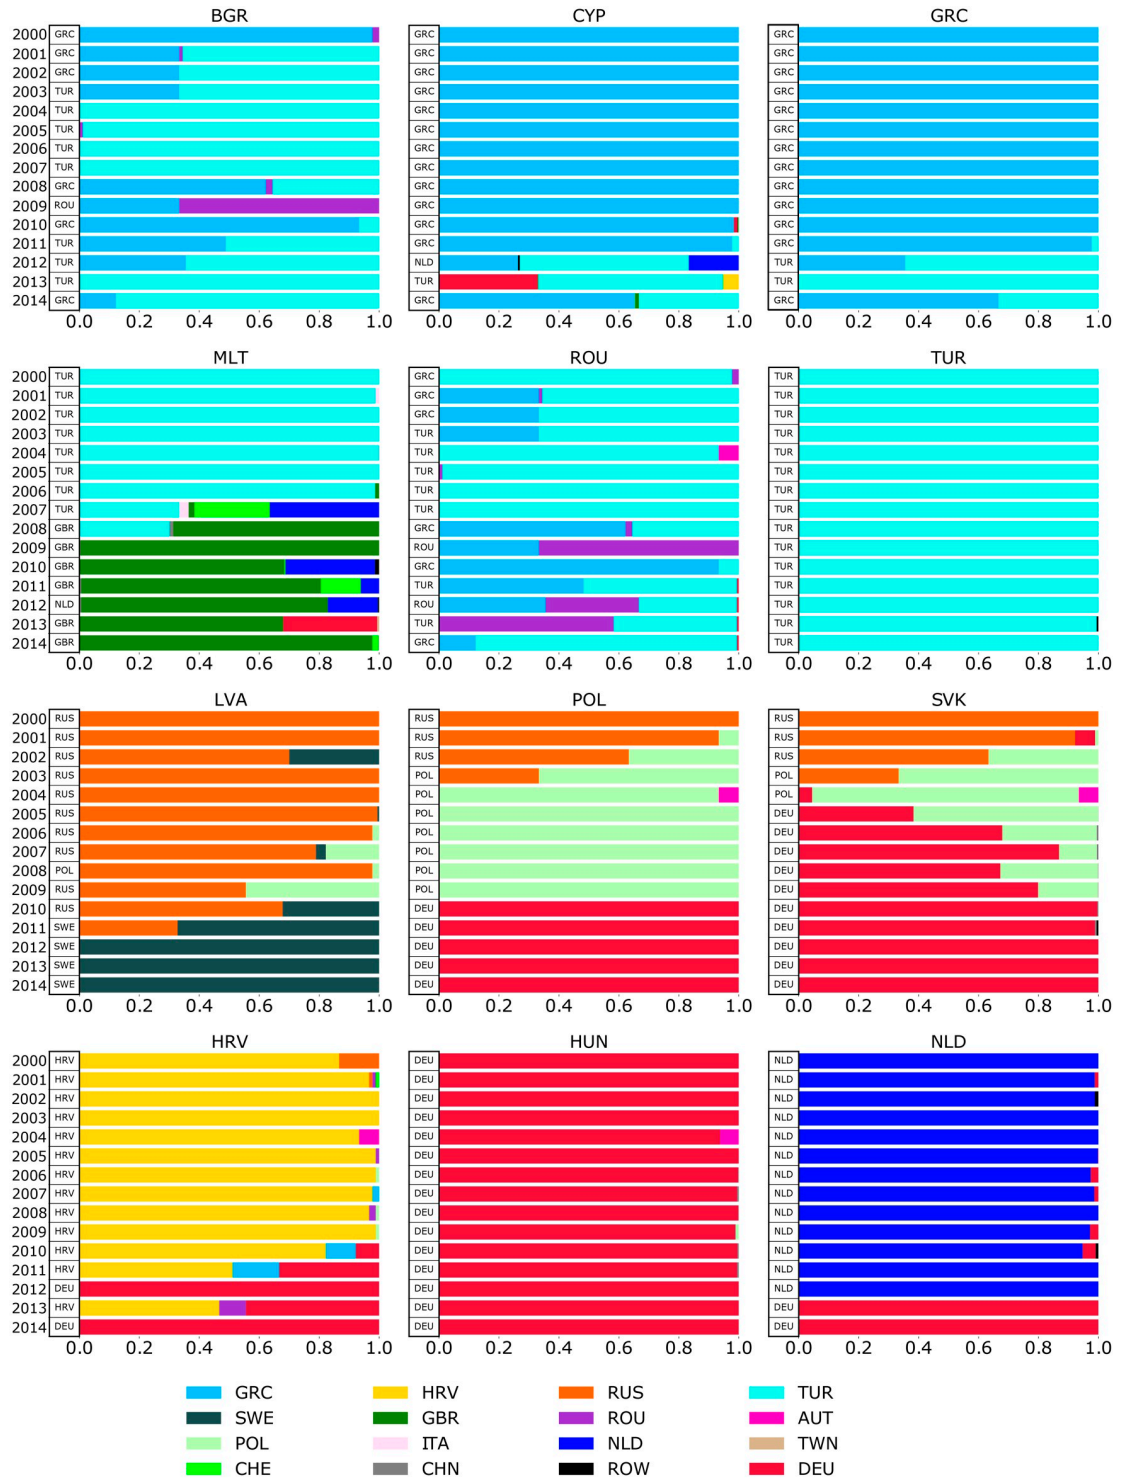 BGR CYP GRC
2000 GRC GRC GRC
2001 GRC GRC GRC
2002 GRC GRC GRC
2003 TUR GRC GRC
2004 TUR GRC GRC
2005 TUR GRC GRC
2006 TUR GRC GRC
2007 TUR GRC GRC
2008 GRC GRC GRC
2009 ROU GRC GRC
2010 GRC GRC GRC
2011 TUR GRC GRC
2012 TUR NLD TUR
2013 TUR TUR TUR
2014 GRC GRC GRC
0.0 0.2 0.4 0.6 0.8 1.0 0.0 0.2 0.4 0.6 0.8 1.0 0.0 0.2 0.4 0.6 0.8 1.0
MLT ROU TUR
2000 TUR GRC TUR
2001 TUR GRC TUR
2002 TUR GRC TUR
2003 TUR TUR TUR
2004 TUR TUR TUR
2005 TUR TUR TUR
2006 TUR TUR TUR
2007 TUR TUR TUR
2008 GBR GRC TUR
2009 GBR ROU TUR
2010 GBR GRC TUR
2011 GBR TUR TUR
2012 NLD ROU TUR
2013 GBR TUR TUR
2014 GBR GRC TUR
0.0 0.2 0.4 0.6 0.8 1.0 0.0 0.2 0.4 0.6 0.8 1.0 0.0 0.2 0.4 0.6 0.8 1.0
LVA POL SVK
2000 RUS RUS RUS
2001 RUS RUS RUS
2002 RUS RUS RUS
2003 RUS POL POL
2004 RUS POL POL
2005 RUS POL DEU
2006 RUS POL DEU
2007 RUS POL DEU
2008 POL POL DEU
2009 RUS POL DEU
2010 RUS DEU DEU
2011 SWE DEU DEU
2012 SWE DEU DEU
2013 SWE DEU DEU
2014 SWE DEU DEU
0.0 0.2 0.4 0.6 0.8 1.0 0.0 0.2 0.4 0.6 0.8 1.0 0.0 0.2 0.4 0.6 0.8 1.0
HRV HUN NLD
2000 HRV DEU NLD
2001 HRV DEU NLD
2002 HRV DEU NLD
2003 HRV DEU NLD
2004 HRV DEU NLD
2005 HRV DEU NLD
2006 HRV DEU NLD
2007 HRV DEU NLD
2008 HRV DEU NLD
2009 HRV DEU NLD
2010 HRV DEU NLD
2011 HRV DEU NLD
2012 DEU DEU NLD
2013 HRV DEU DEU
2014 DEU DEU DEU
0.0 0.2 0.4 0.6 0.8 1.0 0.0 0.2 0.4 0.6 0.8 1.0 0.0 0.2 0.4 0.6 0.8 1.0
GRC HRV RUS TUR
SWE GBR ROU AUT
POL ITA NLD TWN
CHE CHN ROW DEU